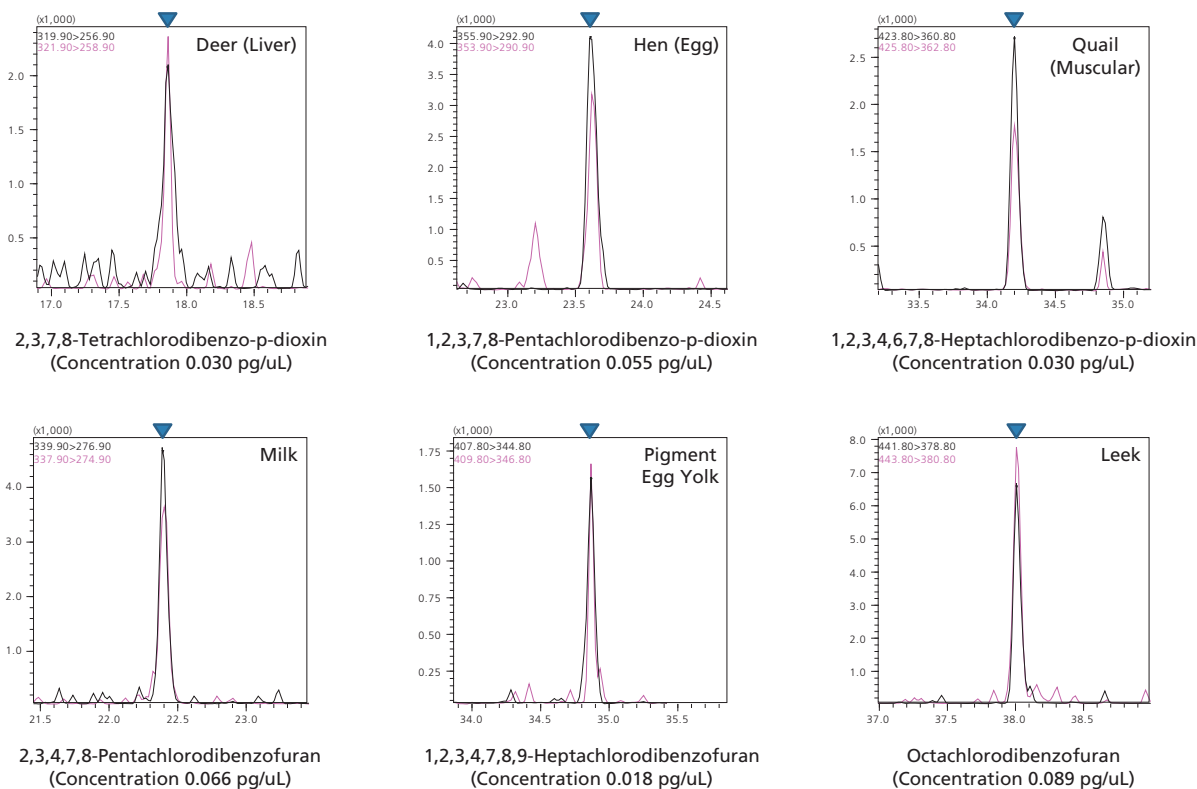 (x1,000)
319.90>256.90
321.90>258.90
Deer (Liver)
2.0
1.5
1.0
0.5
17.0 17.5 18.0 18.5
2,3,7,8-Tetrachlorodibenzo-p-dioxin
(Concentration 0.030 pg/uL)
(x1,000)
355.90>292.90
353.90>290.90
Hen (Egg)
4.0
3.5
3.0
2.5
2.0
1.5
1.0
0.5
23.0 23.5 24.0 24.5
1,2,3,7,8-Pentachlorodibenzo-p-dioxin
(Concentration 0.055 pg/uL)
(x1,000)
423.80>360.80
425.80>362.80
Quail
(Muscular)
2.5
2.0
1.5
1.0
0.5
33.5 34.0 34.5 35.0
1,2,3,4,6,7,8-Heptachlorodibenzo-p-dioxin
(Concentration 0.030 pg/uL)
(x1,000)
339.90>276.90
337.90>274.90
Milk
4.0
3.0
2.0
1.0
21.5 22.0 22.5 23.0
2,3,4,7,8-Pentachlorodibenzofuran
(Concentration 0.066 pg/uL)
(x1,000)
407.80>344.80
409.80>346.80
Pigment
Egg Yolk
1.75
1.50
1.25
1.00
0.75
0.50
0.25
34.0 34.5 35.0 35.5
1,2,3,4,7,8,9-Heptachlorodibenzofuran
(Concentration 0.018 pg/uL)
(x1,000)
441.80>378.80
443.80>380.80
Leek
8.0
7.0
6.0
5.0
4.0
3.0
2.0
1.0
37.0 37.5 38.0 38.5
Octachlorodibenzofuran
(Concentration 0.089 pg/uL)